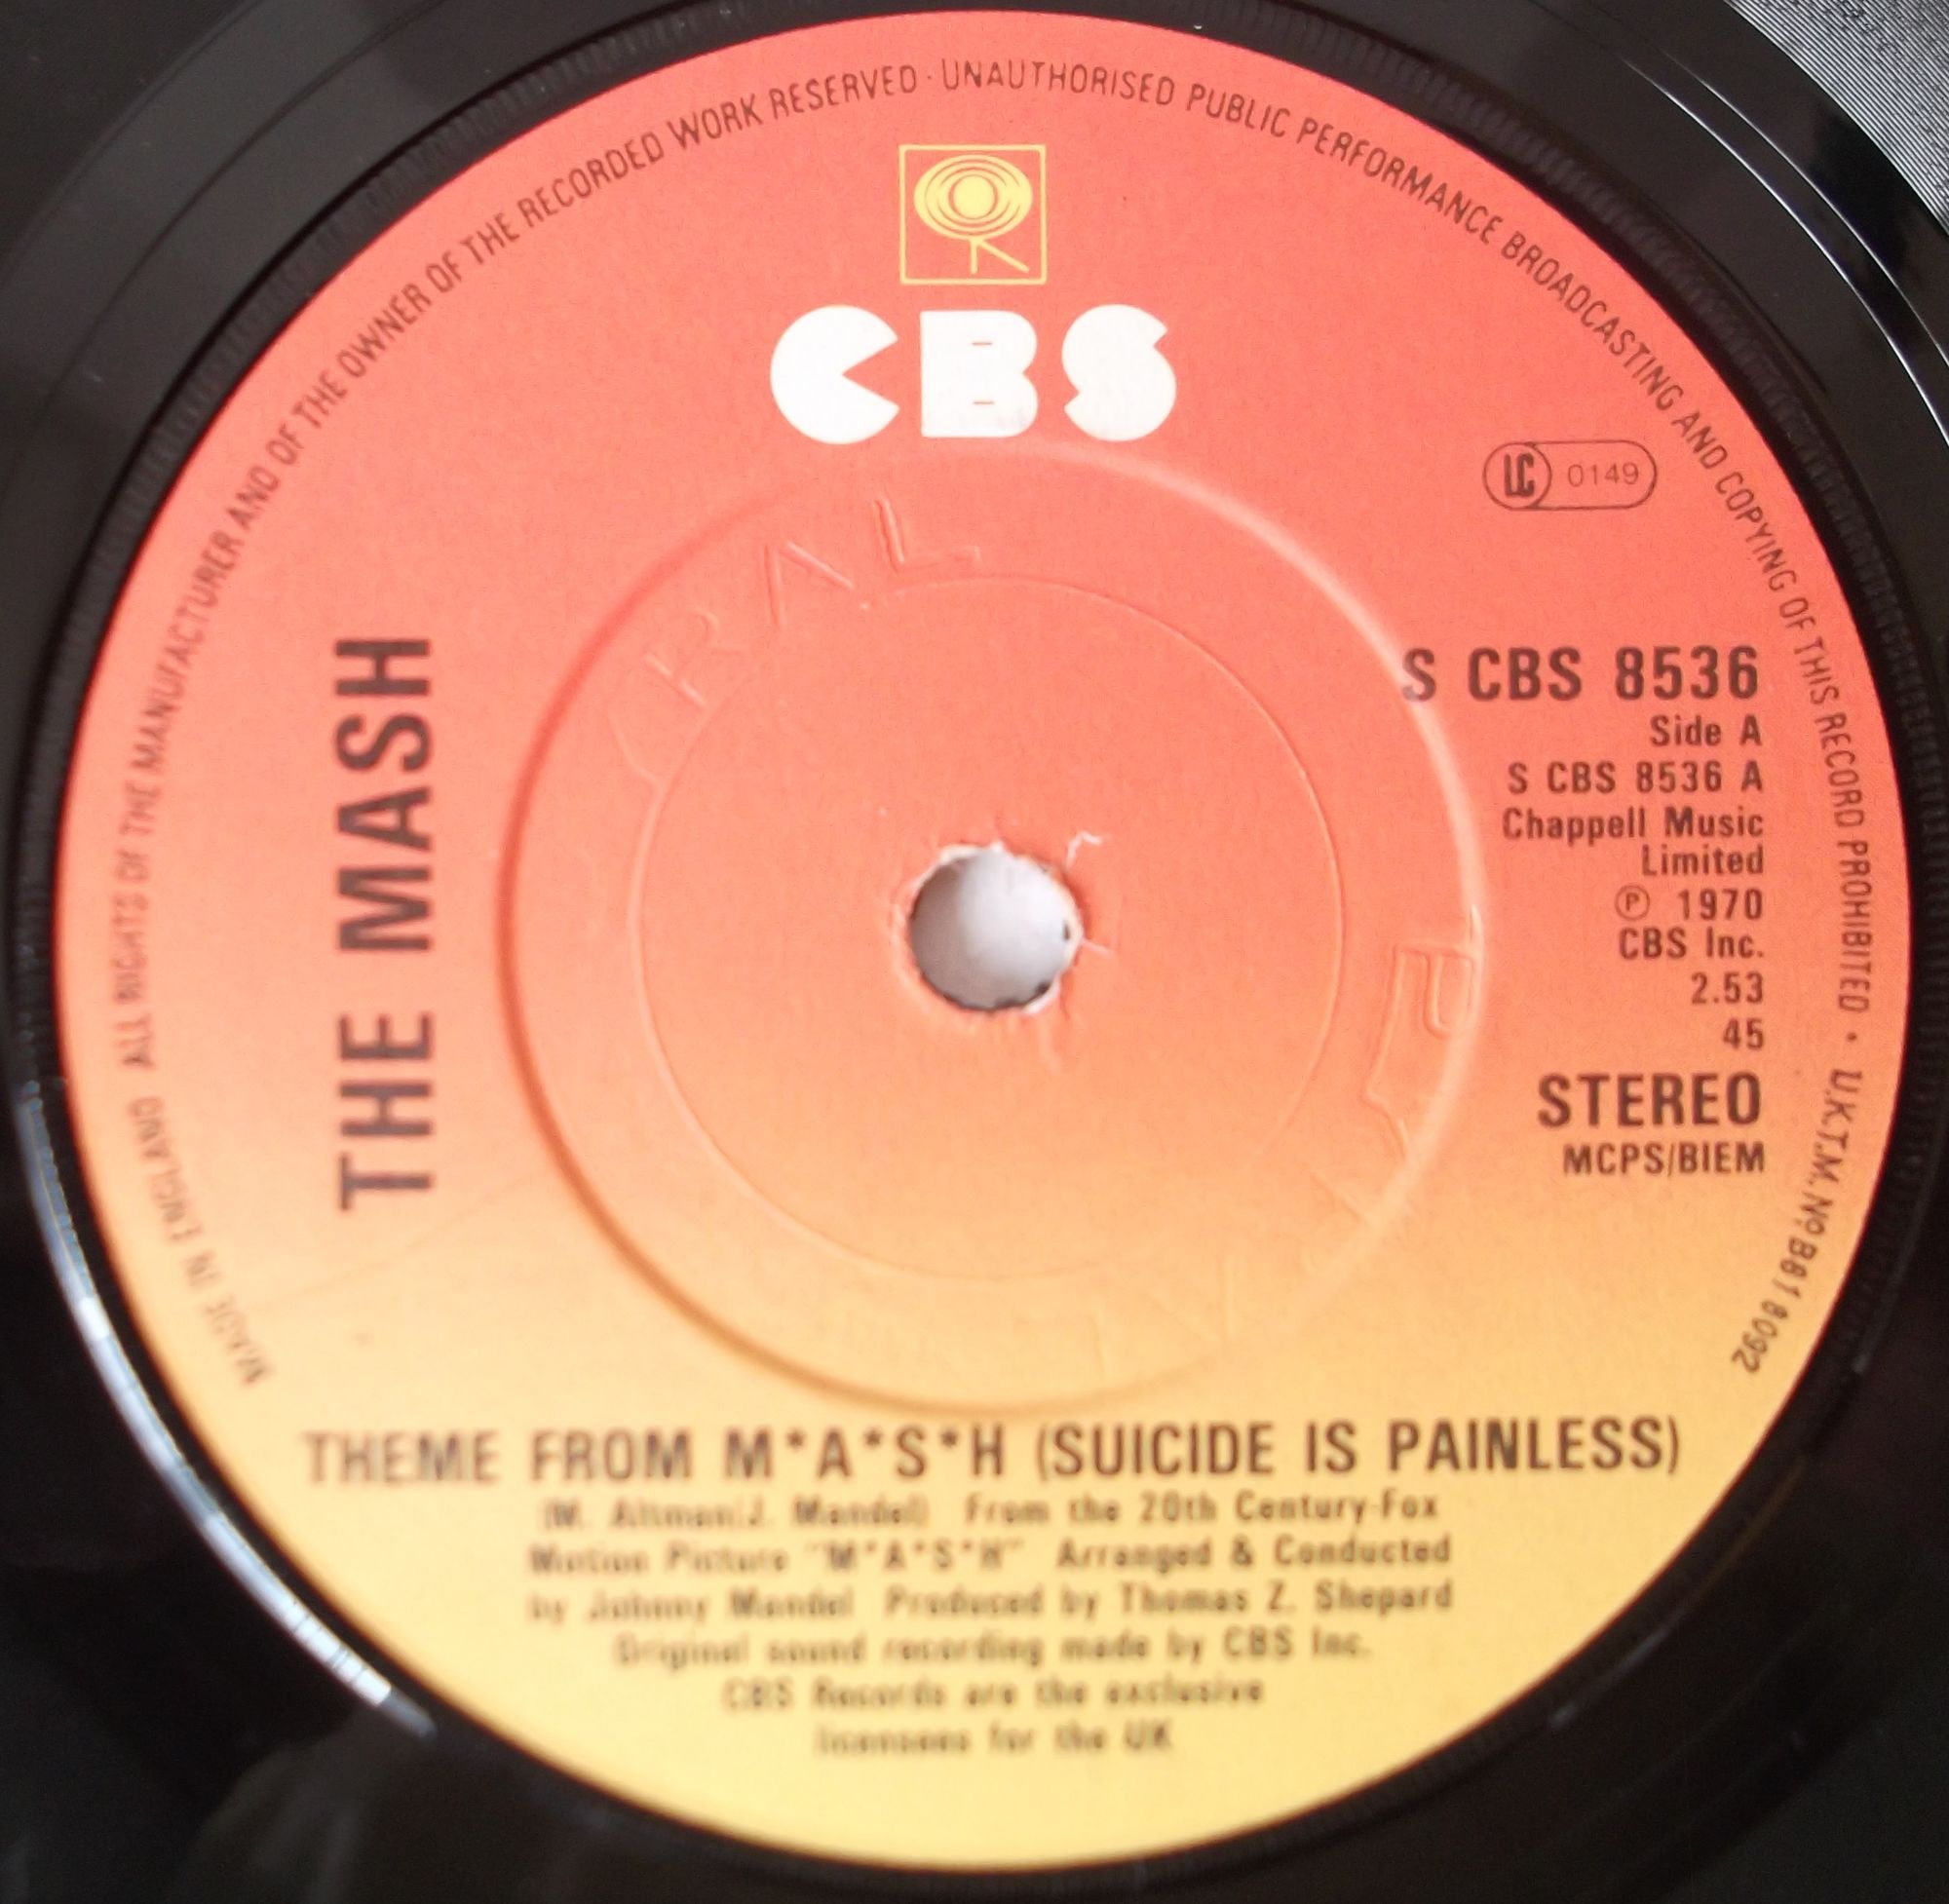 MADE IN ENGLAND ALL RIGHTS OF THE MANUFACTURER AND OF THE OWNER OF THE RECORDED WORK RESERVED · UNAUTHORISED PUBLIC PERFORMANCE BROADCASTING AND COPYING OF THIS RECORD PROHIBITED · U.K.T.M. Nº B618092
CBS
LC 0149
THE MASH
S CBS 8536
Side A
S CBS 8536 A
Chappell Music
Limited
℗ 1970
CBS Inc.
2.53
45
STEREO
MCPS/BIEM
THEME FROM M*A*S*H (SUICIDE IS PAINLESS)
(M. Altman/J. Mandel) From the 20th Century-Fox
Motion Picture "M*A*S*H" Arranged & Conducted
by Johnny Mandel Produced by Thomas Z. Shepard
Original sound recording made by CBS Inc.
CBS Records are the exclusive
licensees for the UK